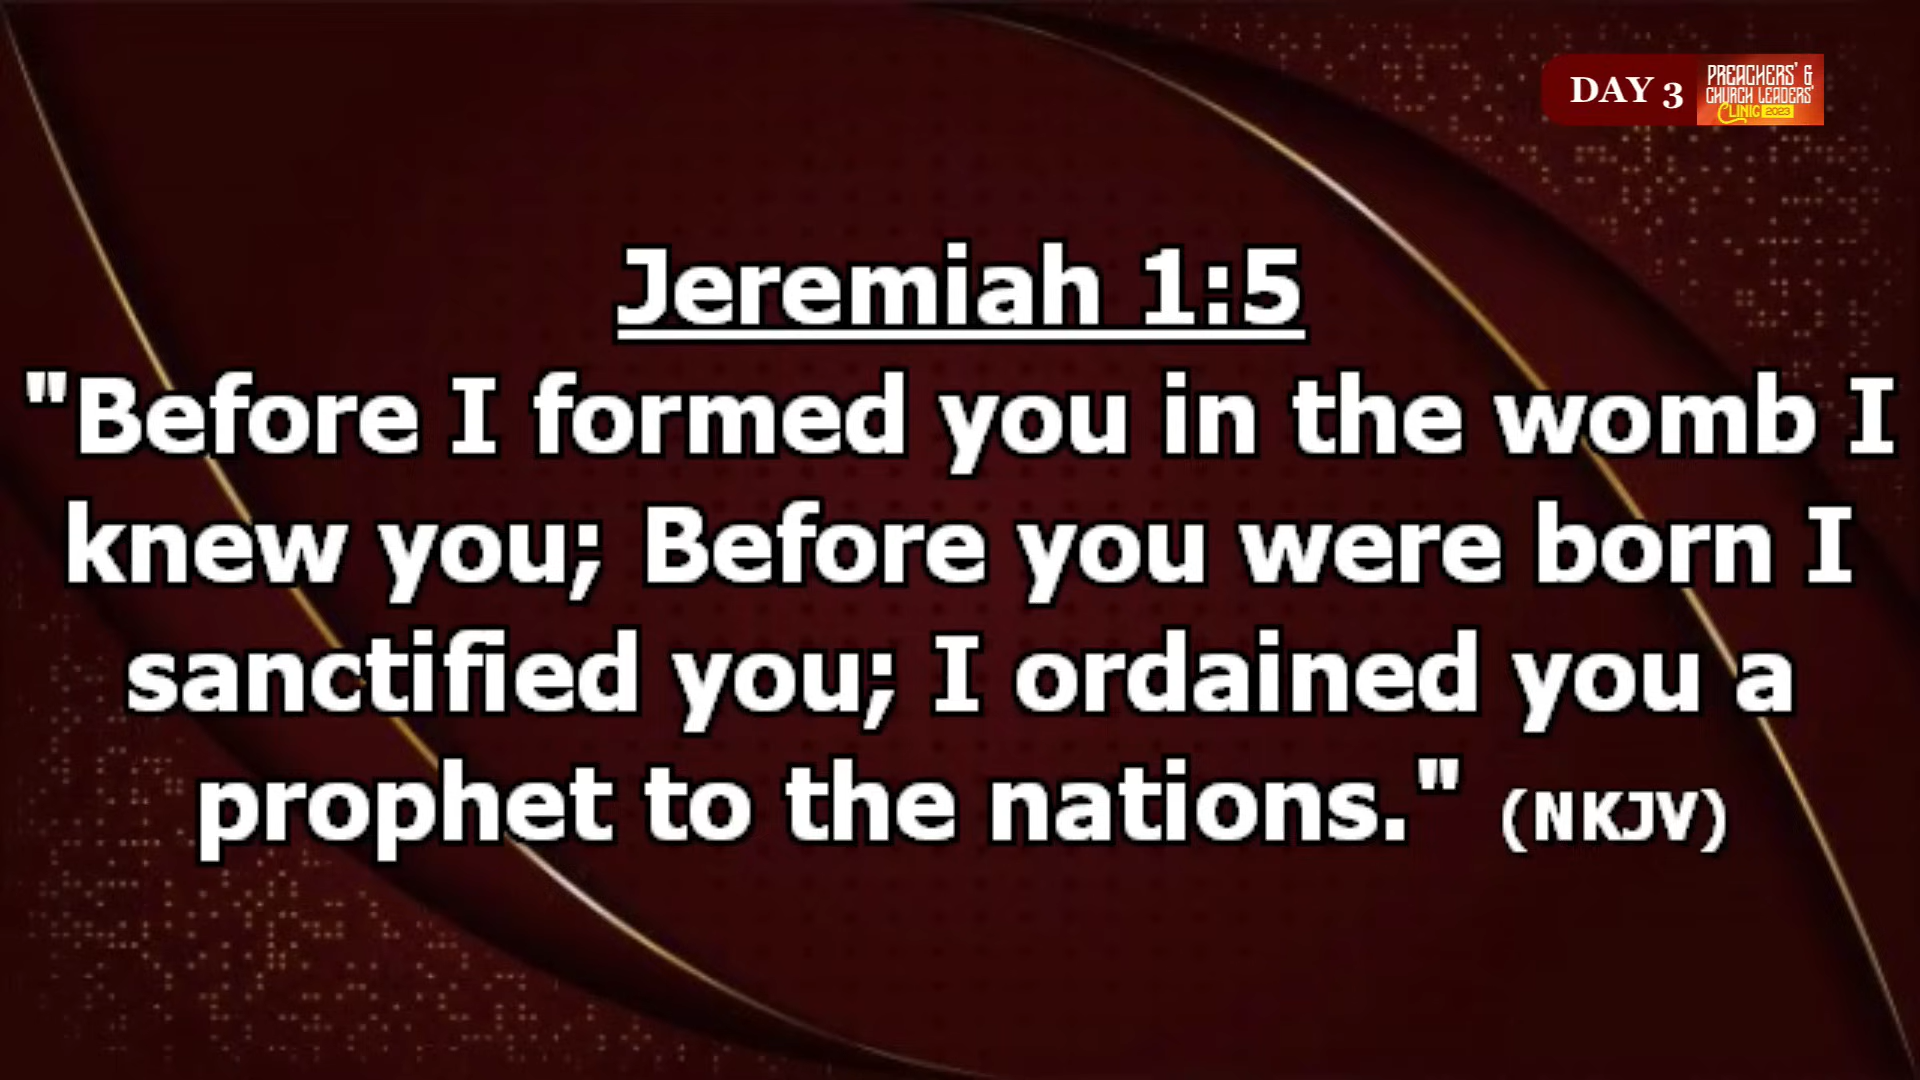 DAY 3
PREACHERS' &
CHURCH LEADERS'
CLINIC 2023
Jeremiah 1:5
"Before I formed you in the womb I
knew you; Before you were born I
sanctified you; I ordained you a
prophet to the nations." (NKJV)